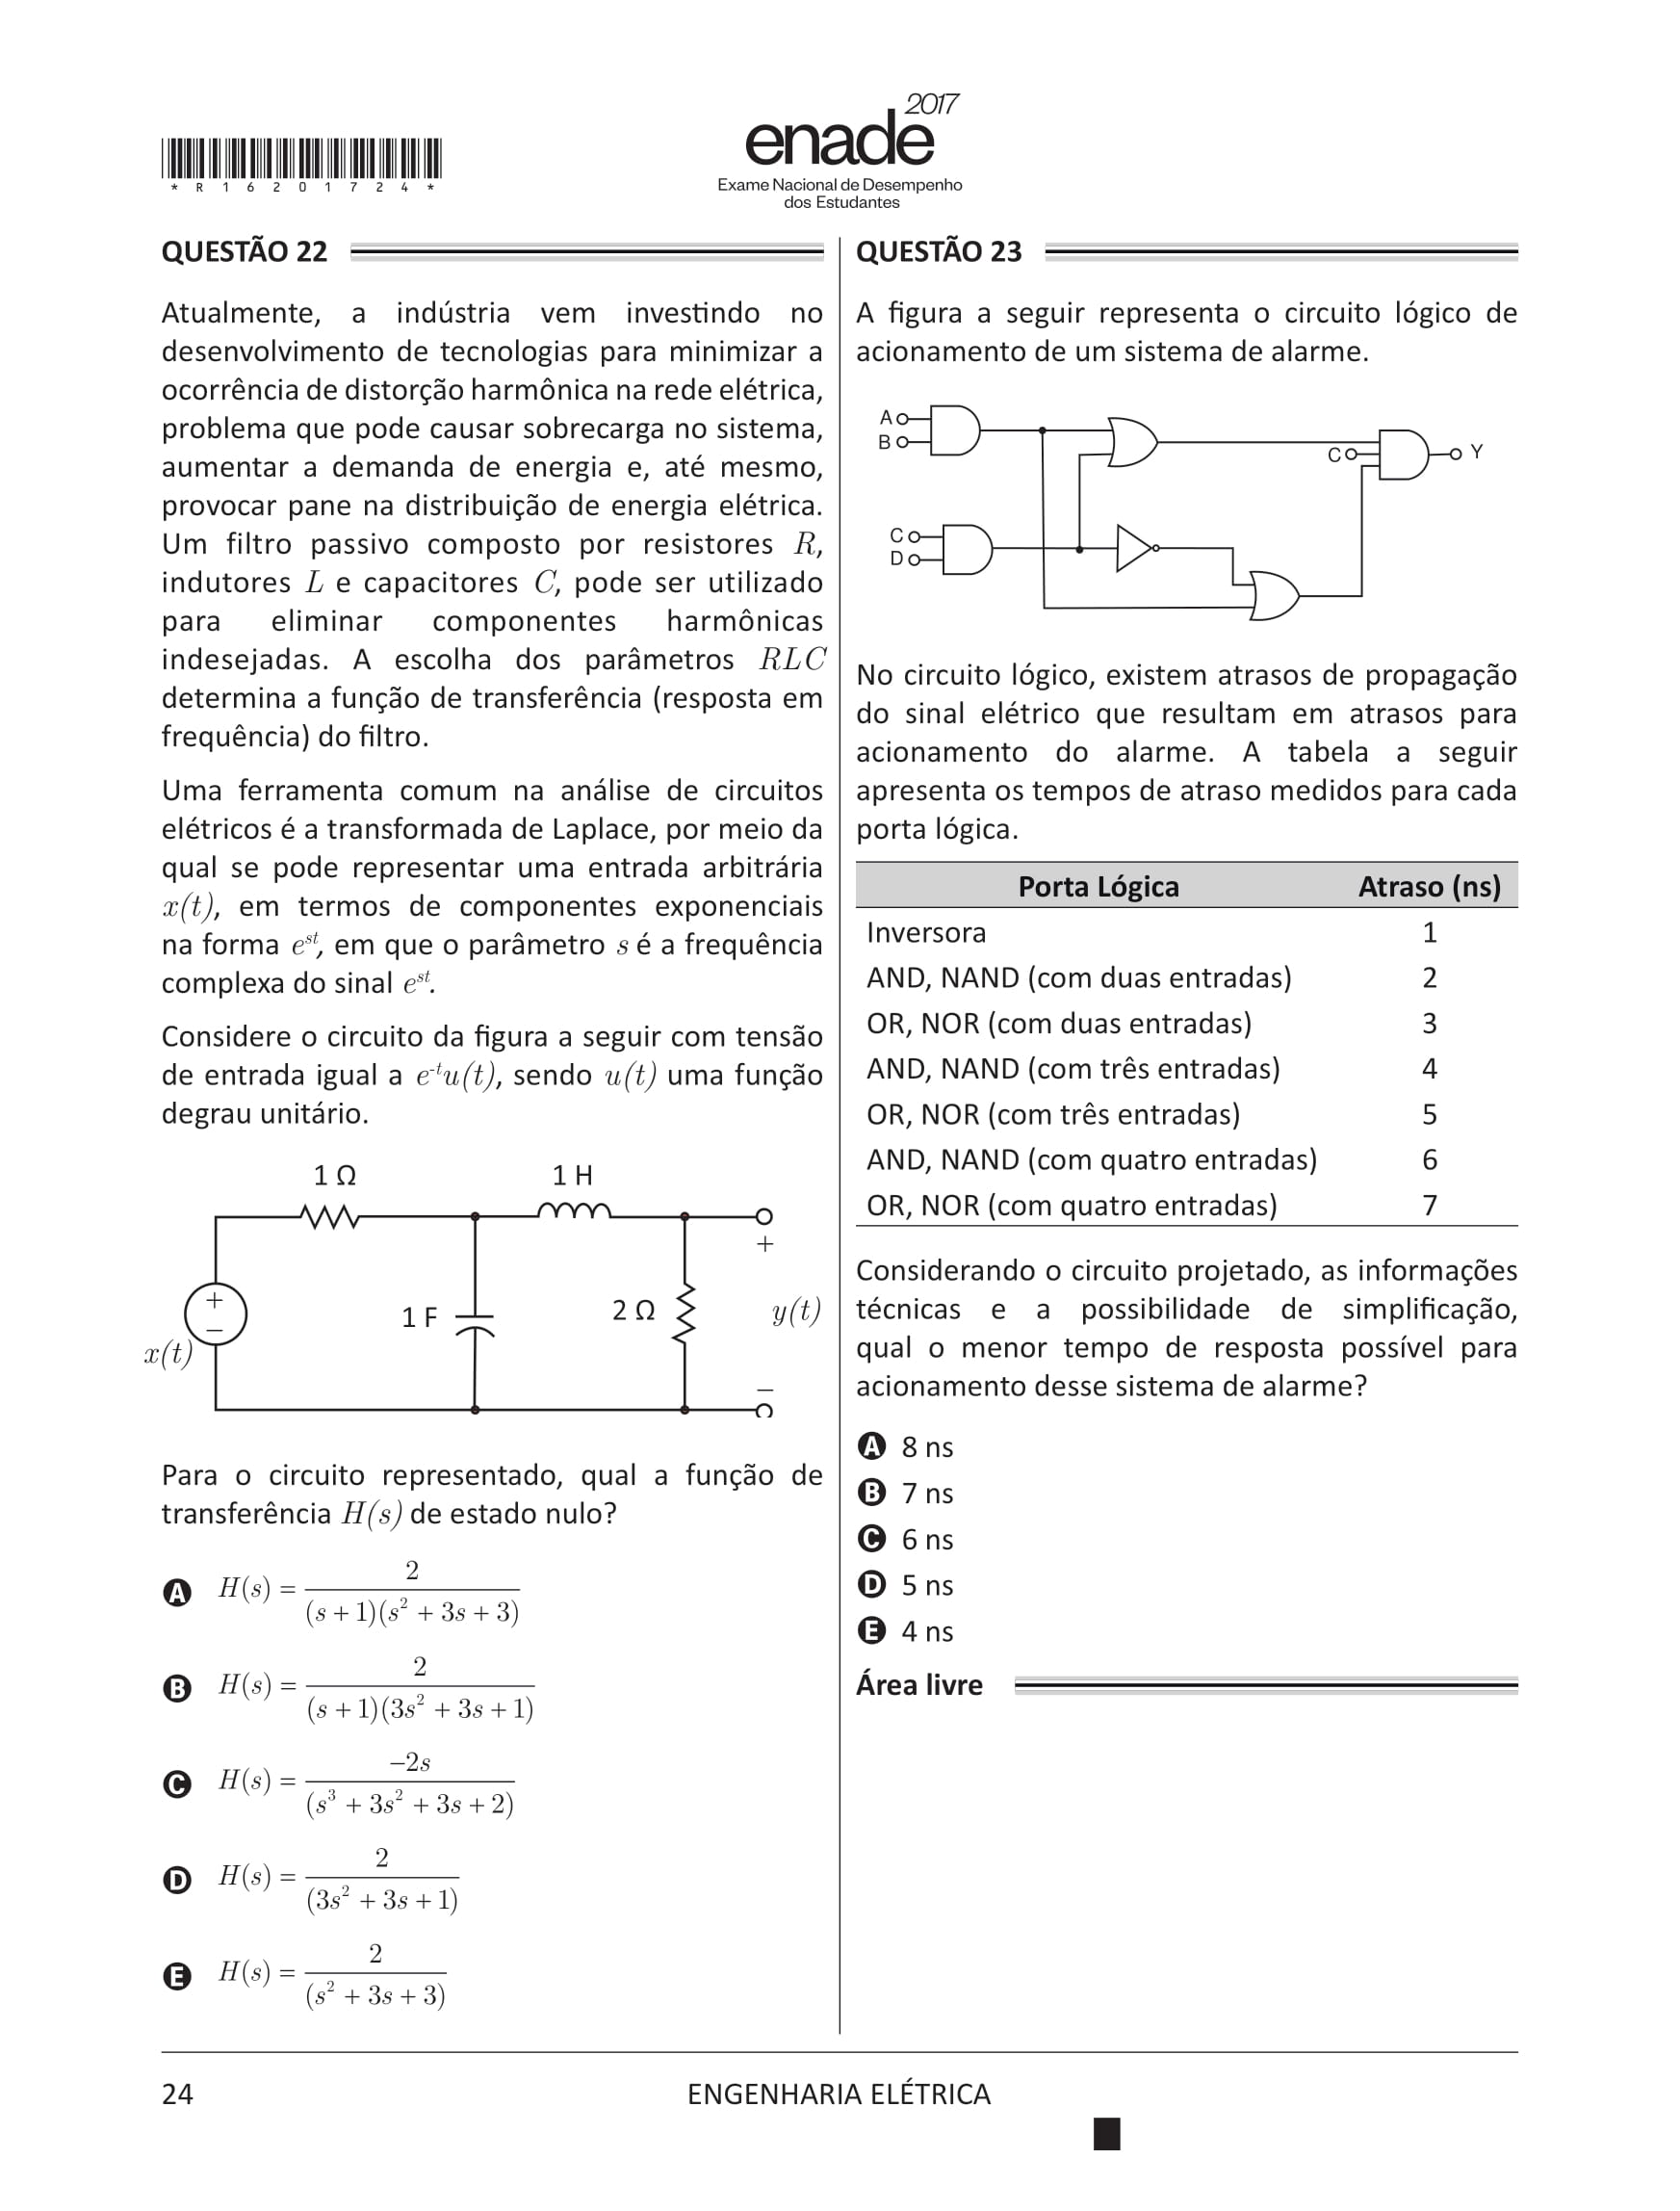 * R 1 6 2 0 1 7 2 4 *
enade 2017
Exame Nacional de Desempenho
dos Estudantes
QUESTÃO 22
Atualmente, a indústria vem investindo no
desenvolvimento de tecnologias para minimizar a
ocorrência de distorção harmônica na rede elétrica,
problema que pode causar sobrecarga no sistema,
aumentar a demanda de energia e, até mesmo,
provocar pane na distribuição de energia elétrica.
Um filtro passivo composto por resistores R,
indutores L e capacitores C, pode ser utilizado
para eliminar componentes harmônicas
indesejadas. A escolha dos parâmetros RLC
determina a função de transferência (resposta em
frequência) do filtro.
Uma ferramenta comum na análise de circuitos
elétricos é a transformada de Laplace, por meio da
qual se pode representar uma entrada arbitrária
x(t), em termos de componentes exponenciais
na forma e^{st}, em que o parâmetro s é a frequência
complexa do sinal e^{st}.
Considere o circuito da figura a seguir com tensão
de entrada igual a e^{-t}u(t), sendo u(t) uma função
degrau unitário.
1 Ω 1 H
+
+
−
1 F 2 Ω y(t)
x(t)
−
Para o circuito representado, qual a função de
transferência H(s) de estado nulo?
A H(s) = 2 / (s + 1)(s² + 3s + 3)
B H(s) = 2 / (s + 1)(3s² + 3s + 1)
C H(s) = −2s / (s³ + 3s² + 3s + 2)
D H(s) = 2 / (3s² + 3s + 1)
E H(s) = 2 / (s² + 3s + 3)
QUESTÃO 23
A figura a seguir representa o circuito lógico de
acionamento de um sistema de alarme.
A
B
C Y
C
D
No circuito lógico, existem atrasos de propagação
do sinal elétrico que resultam em atrasos para
acionamento do alarme. A tabela a seguir
apresenta os tempos de atraso medidos para cada
porta lógica.
Porta Lógica Atraso (ns)
Inversora 1
AND, NAND (com duas entradas) 2
OR, NOR (com duas entradas) 3
AND, NAND (com três entradas) 4
OR, NOR (com três entradas) 5
AND, NAND (com quatro entradas) 6
OR, NOR (com quatro entradas) 7
Considerando o circuito projetado, as informações
técnicas e a possibilidade de simplificação,
qual o menor tempo de resposta possível para
acionamento desse sistema de alarme?
A 8 ns
B 7 ns
C 6 ns
D 5 ns
E 4 ns
Área livre
24
ENGENHARIA ELÉTRICA